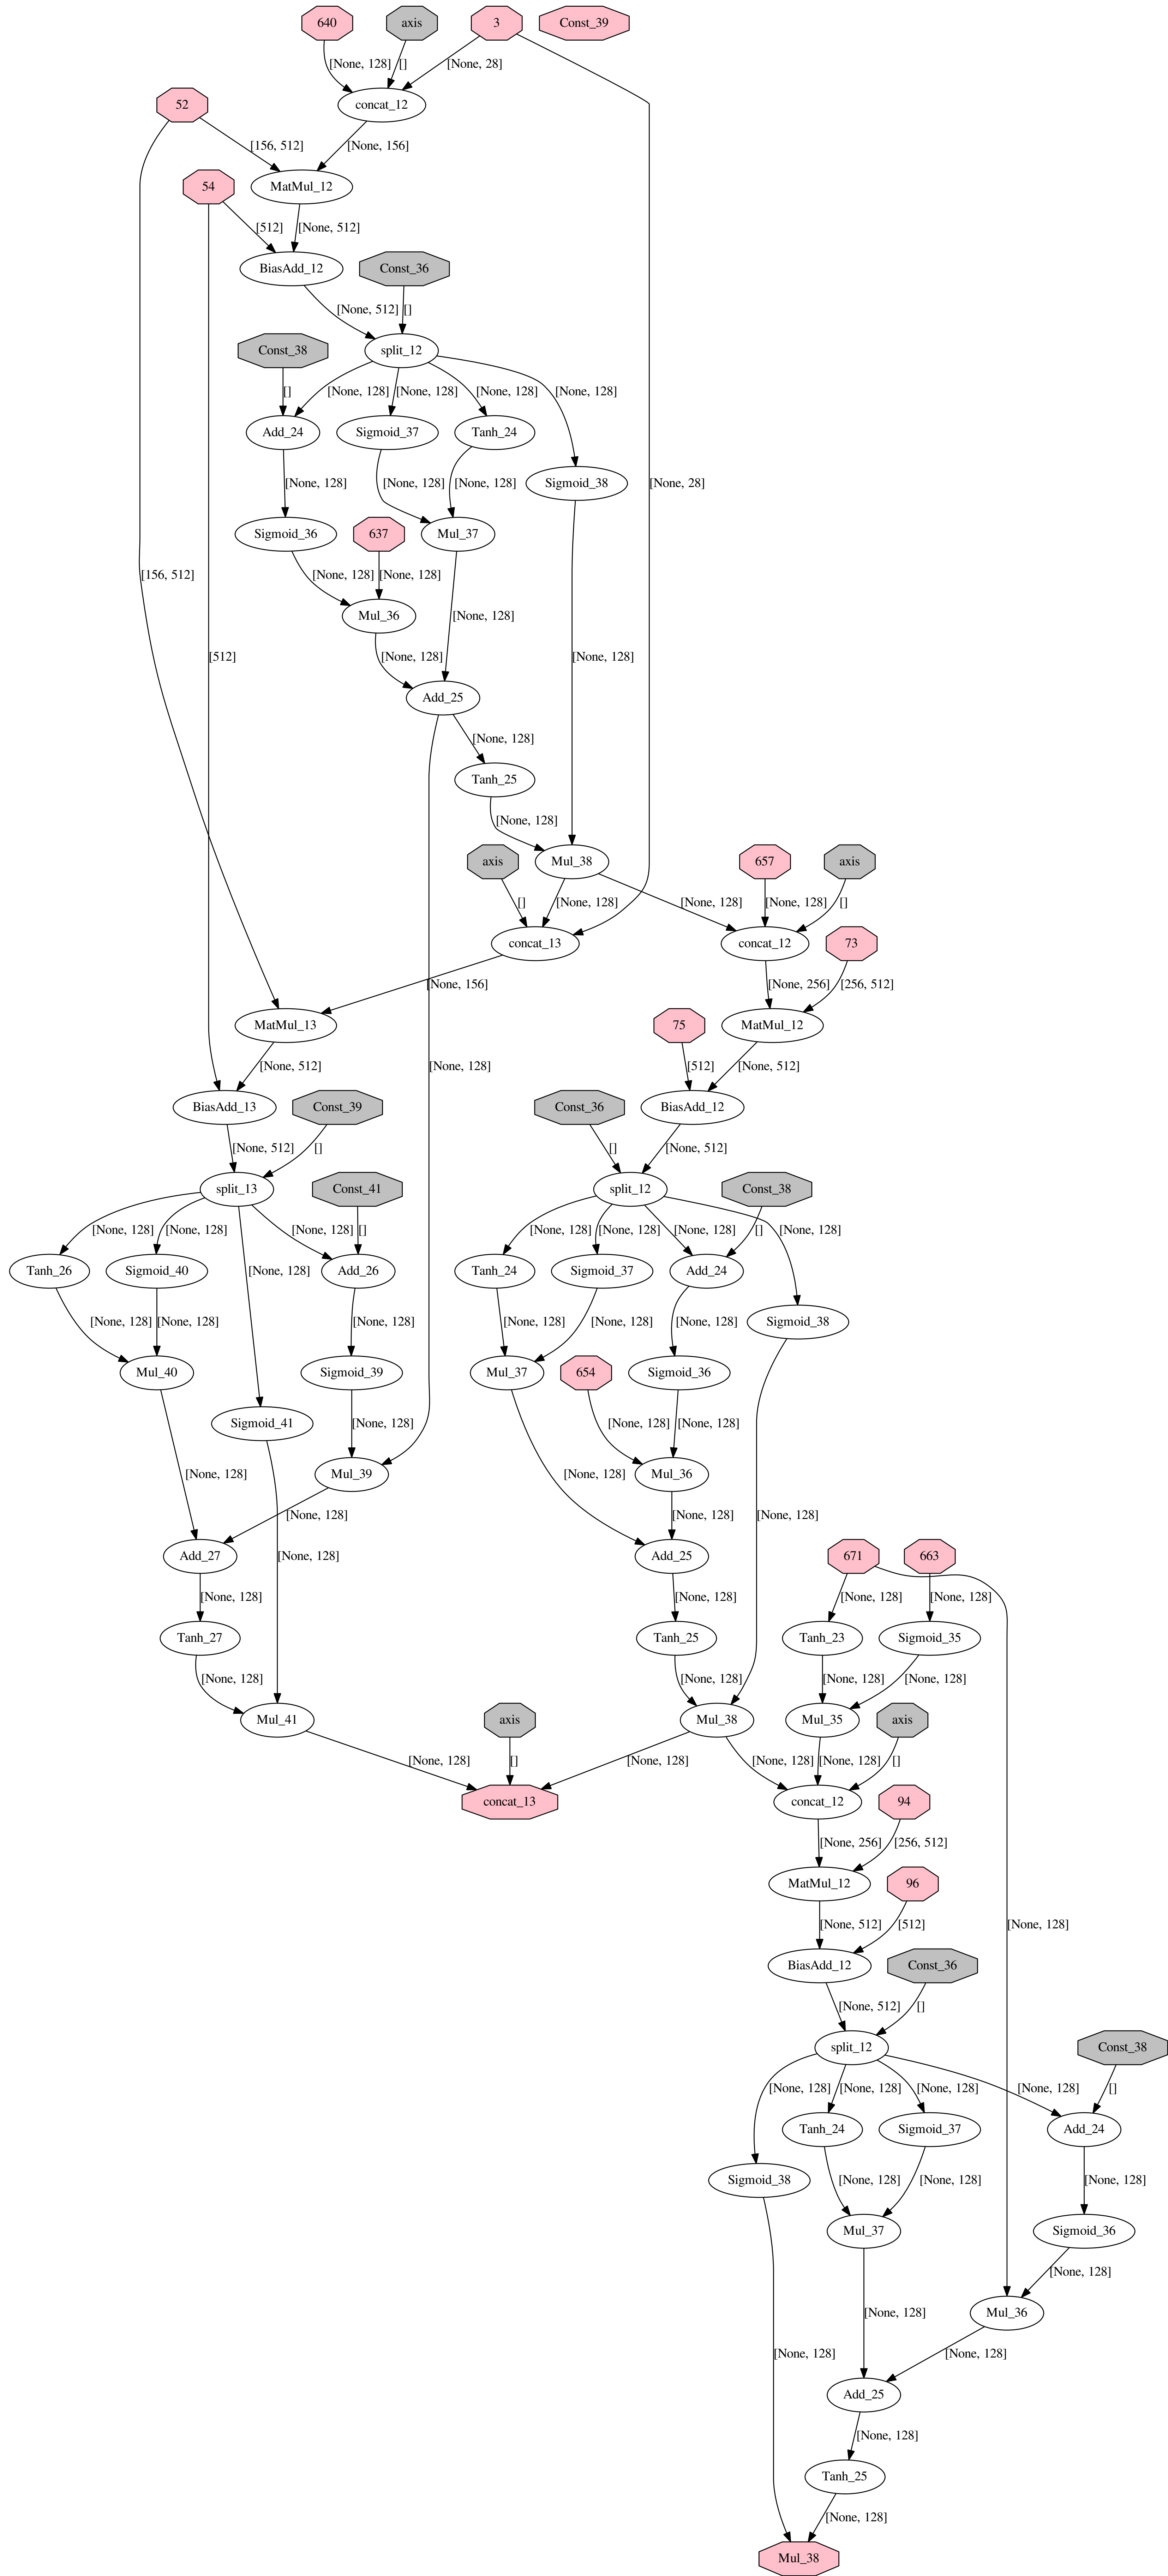 640 axis 3 Const_39
[None, 128] [] [None, 28]
52 concat_12
[156, 512] [None, 156]
54 MatMul_12
[512] [None, 512]
BiasAdd_12 Const_36
[None, 512] []
Const_38 split_12
[] [None, 128] [None, 128] [None, 128] [None, 128]
Add_24 Sigmoid_37 Tanh_24
[None, 128] [None, 128] [None, 128] Sigmoid_38 [None, 28]
Sigmoid_36 637 Mul_37
[156, 512] [None, 128] [None, 128]
Mul_36 [None, 128]
[512] [None, 128] [None, 128]
Add_25
[None, 128]
Tanh_25
[None, 128]
axis Mul_38 657 axis
[] [None, 128] [None, 128] [None, 128] []
concat_13 concat_12 73
[None, 156] [None, 256] [256, 512]
MatMul_13 75 MatMul_12
[None, 512] [None, 128] [512] [None, 512]
BiasAdd_13 Const_39 Const_36 BiasAdd_12
[None, 512] [] [] [None, 512]
split_13 Const_41 split_12 Const_38
[None, 128] [None, 128] [None, 128] [] [None, 128] [None, 128] [None, 128] [] [None, 128]
Tanh_26 Sigmoid_40 [None, 128] Add_26 Tanh_24 Sigmoid_37 Add_24
[None, 128] [None, 128] [None, 128] [None, 128] [None, 128] [None, 128] Sigmoid_38
Mul_40 Sigmoid_39 Mul_37 654 Sigmoid_36
Sigmoid_41 [None, 128] [None, 128] [None, 128]
[None, 128] Mul_39 [None, 128] Mul_36
[None, 128] [None, 128] [None, 128]
Add_27 [None, 128] Add_25 671 663
[None, 128] [None, 128] [None, 128] [None, 128]
Tanh_27 Tanh_25 Tanh_23 Sigmoid_35
[None, 128] [None, 128] [None, 128] [None, 128]
Mul_41 axis Mul_38 Mul_35 axis
[None, 128] [] [None, 128] [None, 128] [None, 128] []
concat_13 concat_12 94
[None, 256] [256, 512]
MatMul_12 96
[None, 512] [512] [None, 128]
BiasAdd_12 Const_36
[None, 512] []
split_12 Const_38
[None, 128] [None, 128] [None, 128] [None, 128] []
Tanh_24 Sigmoid_37 Add_24
Sigmoid_38 [None, 128] [None, 128] [None, 128]
Mul_37 Sigmoid_36
[None, 128]
[None, 128] Mul_36
[None, 128] [None, 128]
Add_25
[None, 128]
Tanh_25
[None, 128]
Mul_38